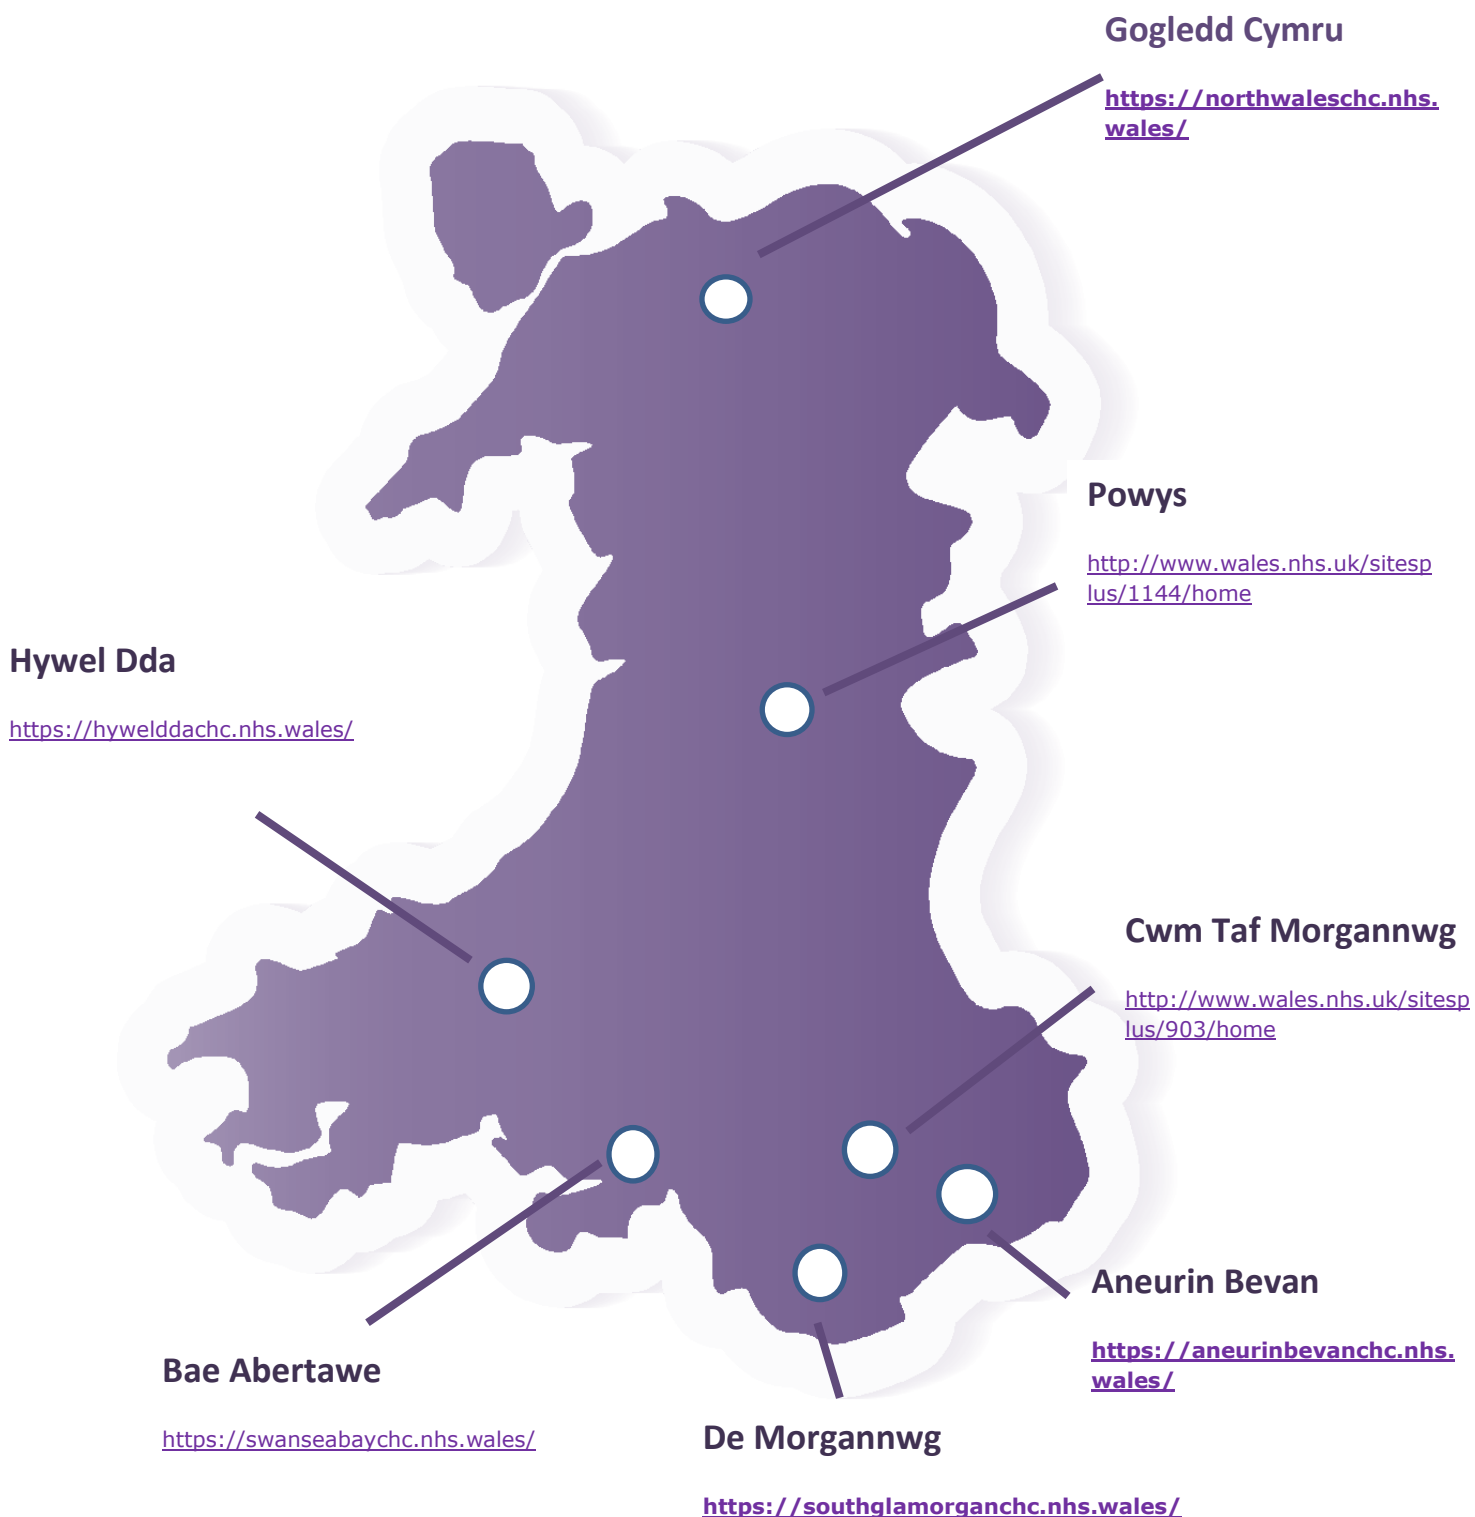 Gogledd Cymru
https://northwaleschc.nhs.
wales/
Powys
http://www.wales.nhs.uk/sitesp
lus/1144/home
Hywel Dda
https://hywelddachc.nhs.wales/
Cwm Taf Morgannwg
http://www.wales.nhs.uk/sitesp
lus/903/home
Aneurin Bevan
https://aneurinbevanchc.nhs.
wales/
Bae Abertawe
https://swanseabaychc.nhs.wales/
De Morgannwg
https://southglamorganchc.nhs.wales/